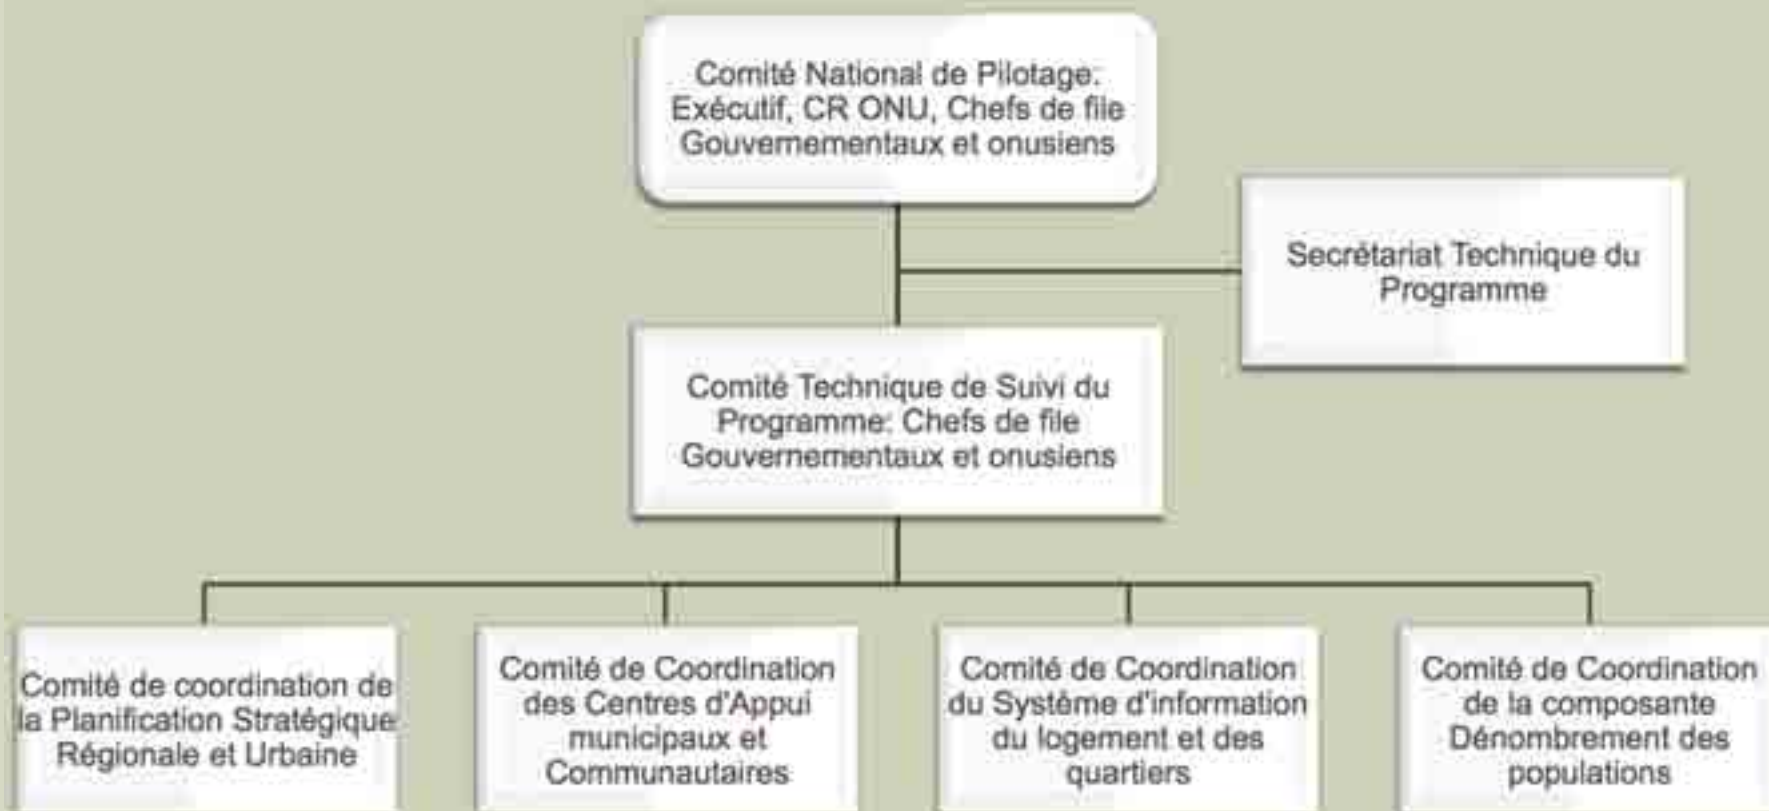 Comité National de Pilotage:
Exécutif, CR ONU, Chefs de file
Gouvernementaux et onusiens
Secrétariat Technique du
Programme
Comité Technique de Suivi du
Programme: Chefs de file
Gouvernementaux et onusiens
Comité de coordination de
la Planification Stratégique
Régionale et Urbaine
Comité de Coordination
des Centres d'Appui
municipaux et
Communautaires
Comité de Coordination
du Système d'information
du logement et des
quartiers
Comité de Coordination
de la composante
Dénombrement des
populations